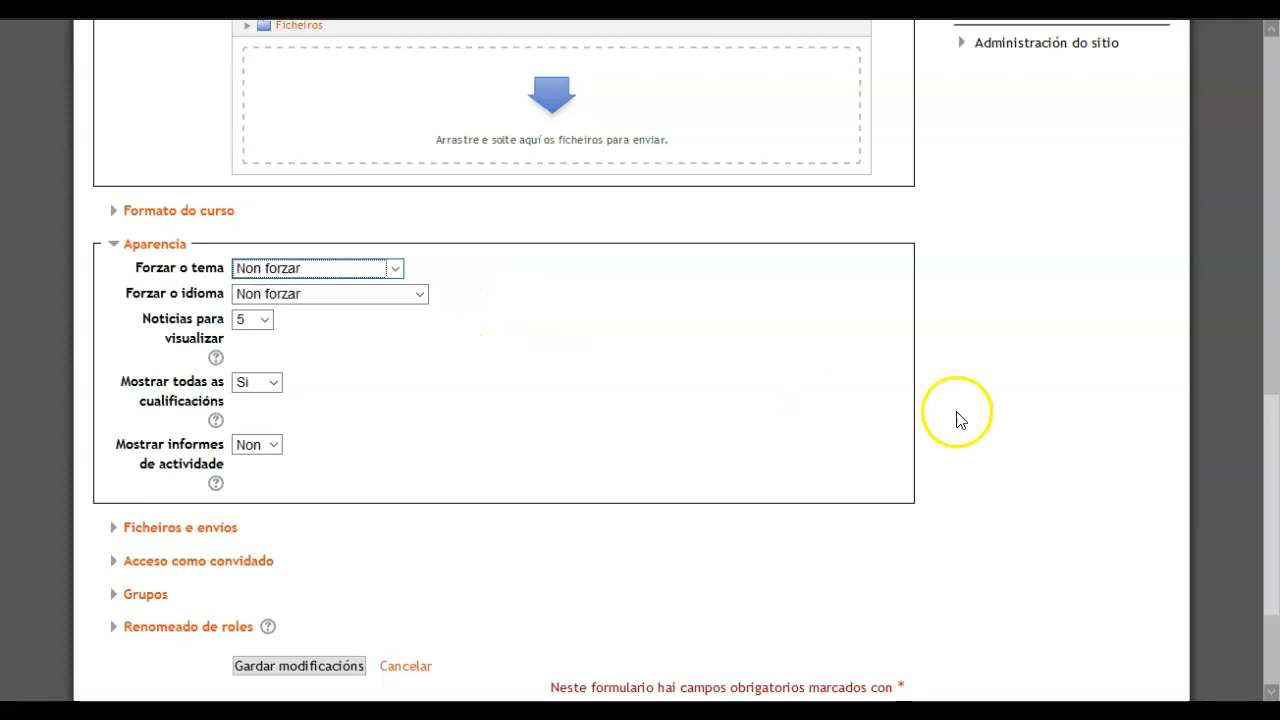 Ficheiros
Administración do sitio
Arrastre e solte aquí os ficheiros para enviar.
Formato do curso
Aparencia
Forzar o tema Non forzar
Forzar o idioma Non forzar
Noticias para 5
visualizar
?
Mostrar todas as Si
cualificacións
?
Mostrar informes Non
de actividade
?
Ficheiros e envíos
Acceso como convidado
Grupos
Renomeado de roles ?
Gardar modificacións Cancelar
Neste formulario hai campos obrigatorios marcados con *